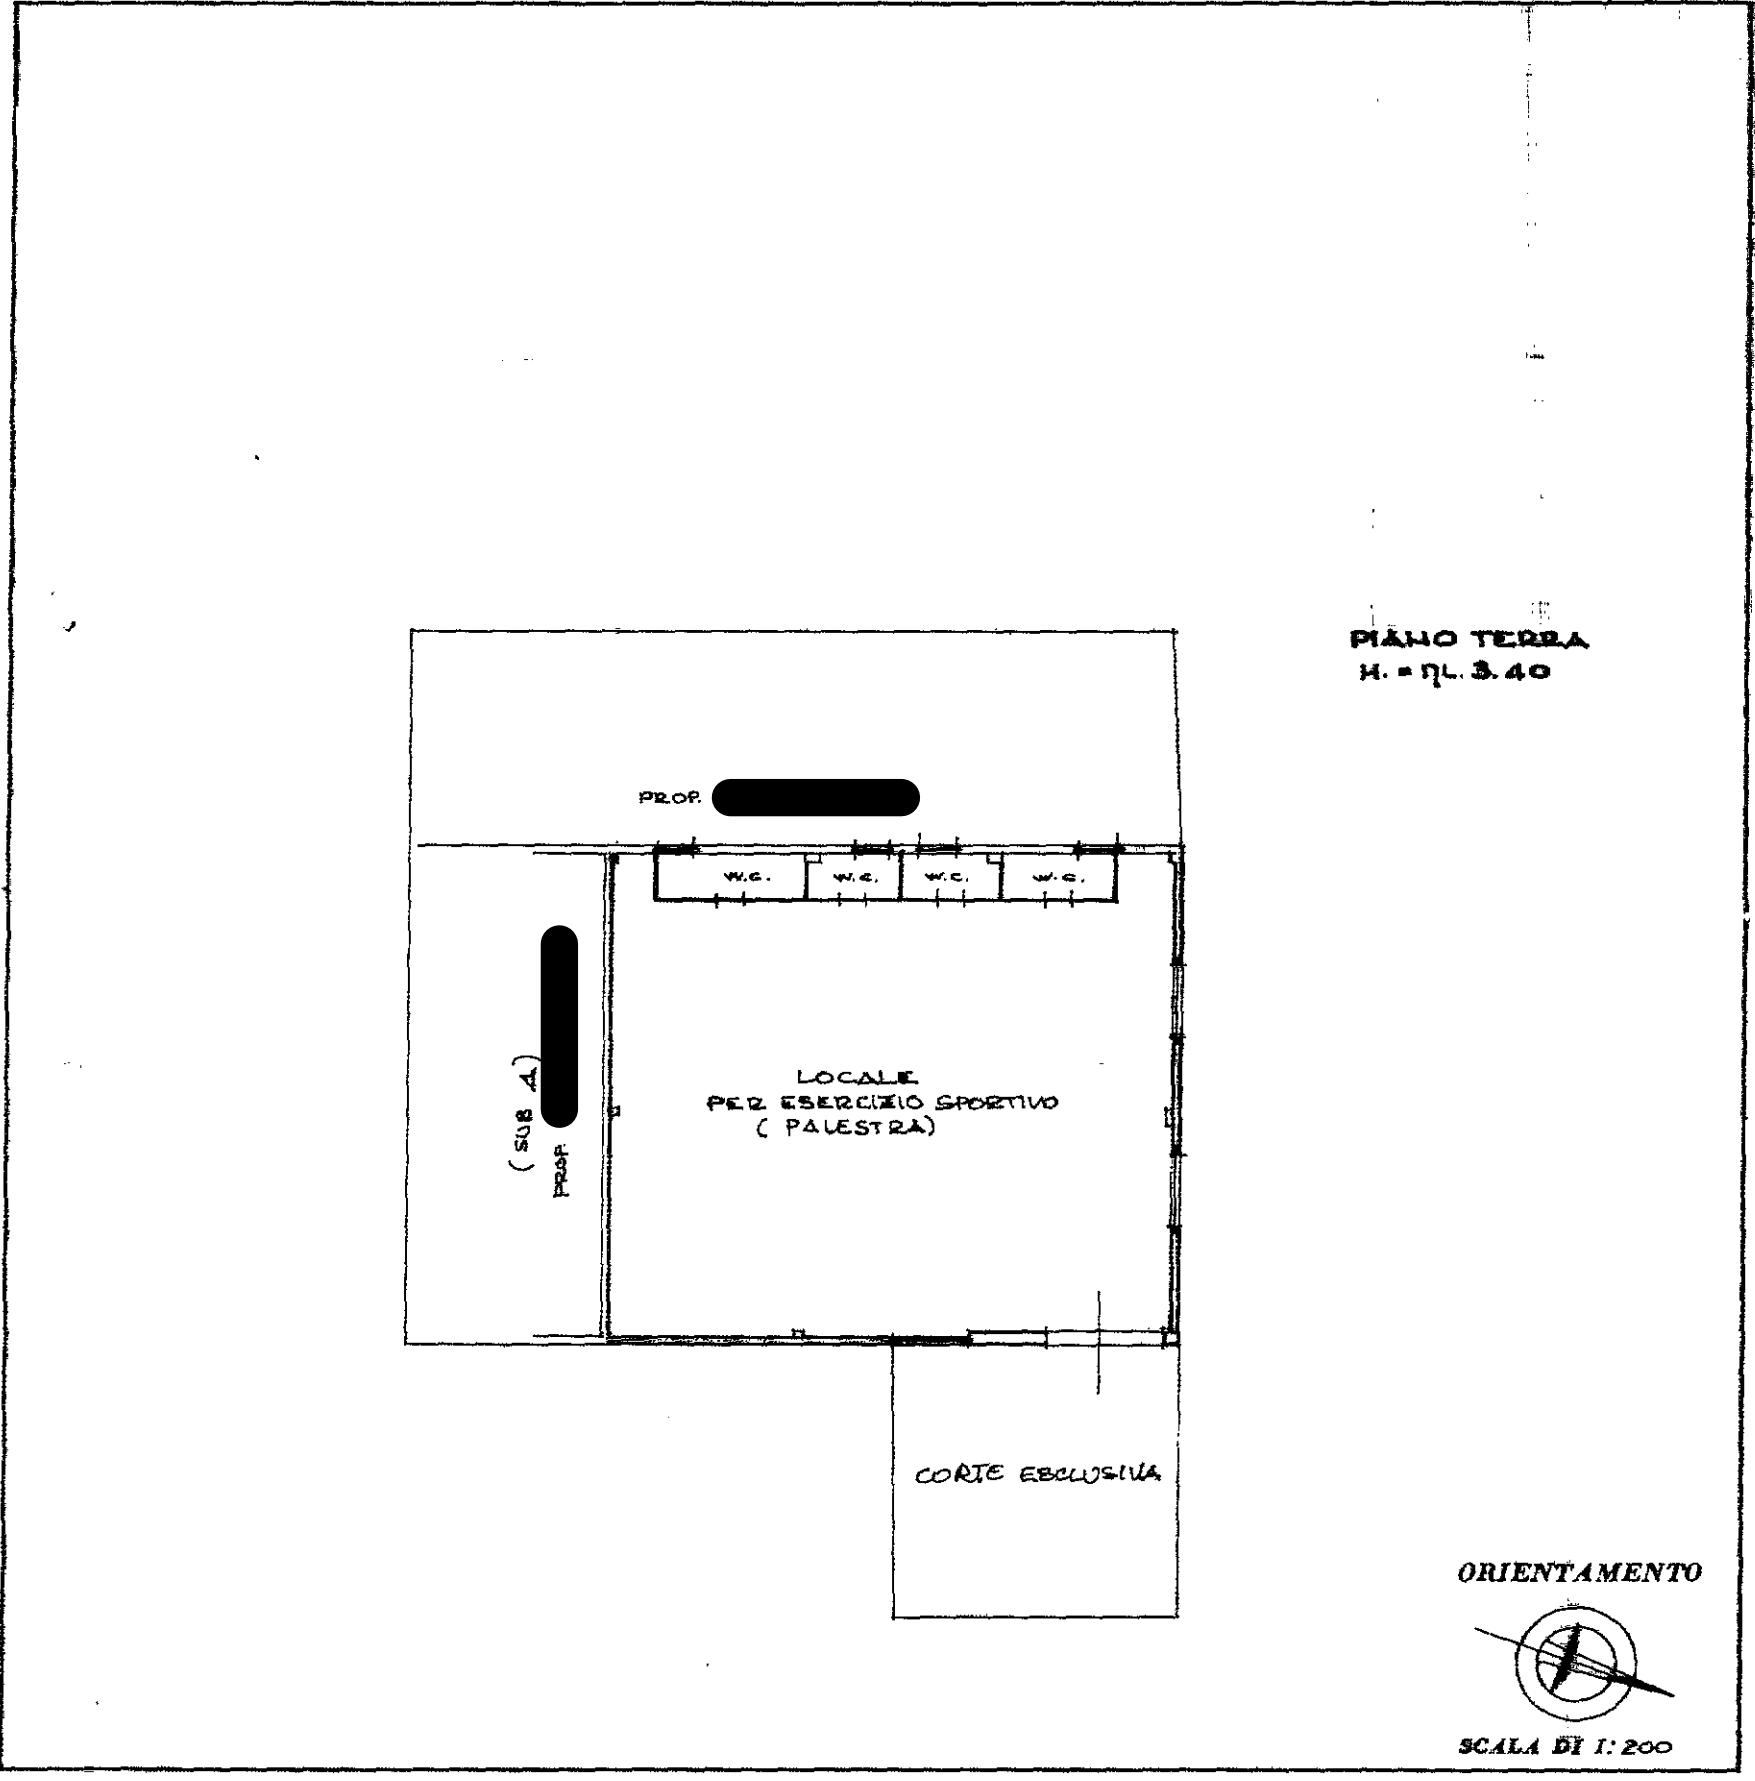 PIANO TERRA
H. = ML. 3.40
PROP.
W.C. W.C. W.C. W.C.
(SUB 4)
PROP.
LOCALE
PER ESERCIZIO SPORTIVO
( PALESTRA)
CORTE ESCLUSIVA
ORIENTAMENTO
SCALA DI 1: 200